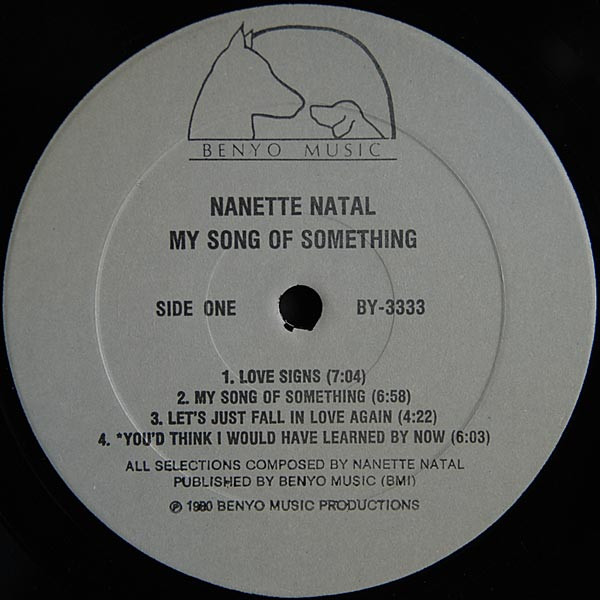 BENYO MUSIC
NANETTE NATAL
MY SONG OF SOMETHING
SIDE ONE BY-3333
1. LOVE SIGNS (7:04)
2. MY SONG OF SOMETHING (6:58)
3. LET'S JUST FALL IN LOVE AGAIN (4:22)
4. *YOU'D THINK I WOULD HAVE LEARNED BY NOW (6:03)
ALL SELECTIONS COMPOSED BY NANETTE NATAL
PUBLISHED BY BENYO MUSIC (BMI)
℗ BENYO MUSIC PRODUCTIONS